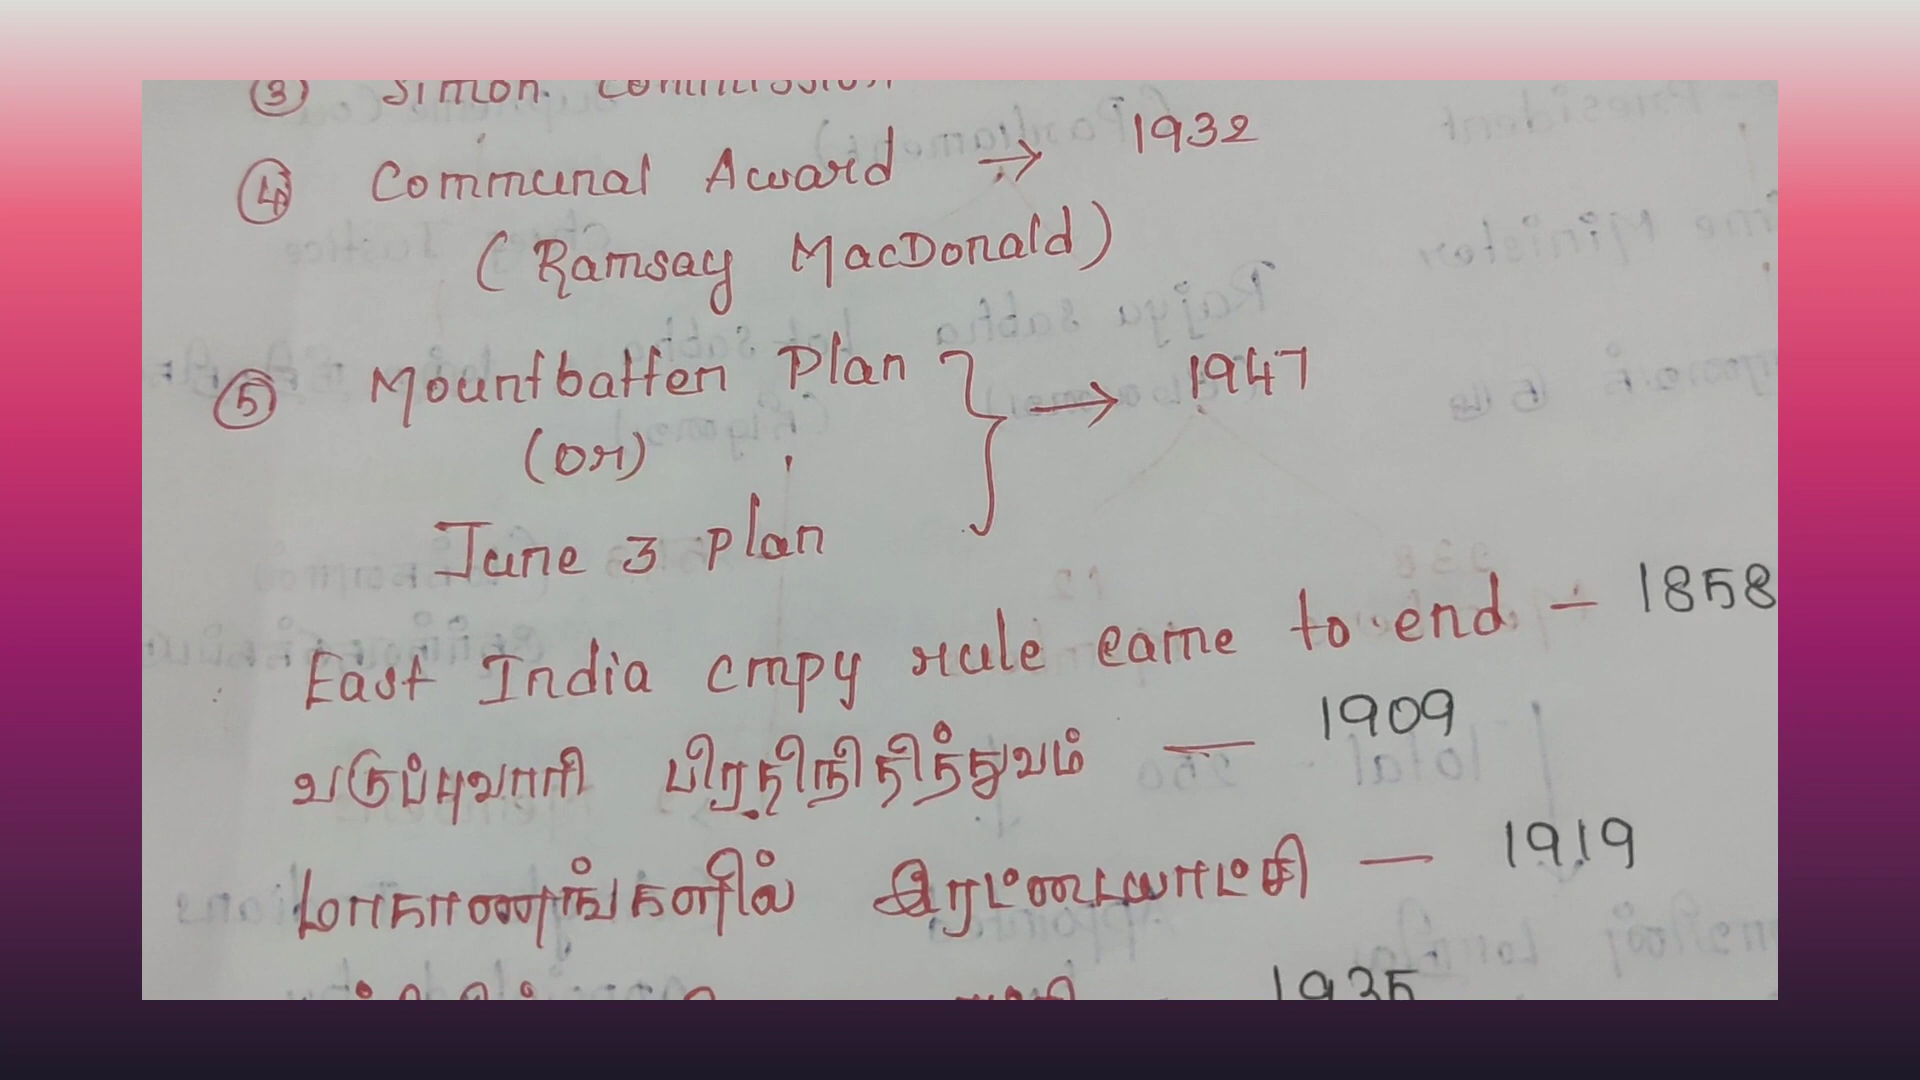 ③ Simon Commission
④ Communal Award → 1932
(Ramsay MacDonald)
⑤ Mountbatten Plan } → 1947
(or)
June 3 plan
East India cmpy rule came to end - 1858
வகுப்புவாரி பிரதிநிதித்துவம் — 1909
மாகாணங்களில் இரட்டையாட்சி — 1919
1935